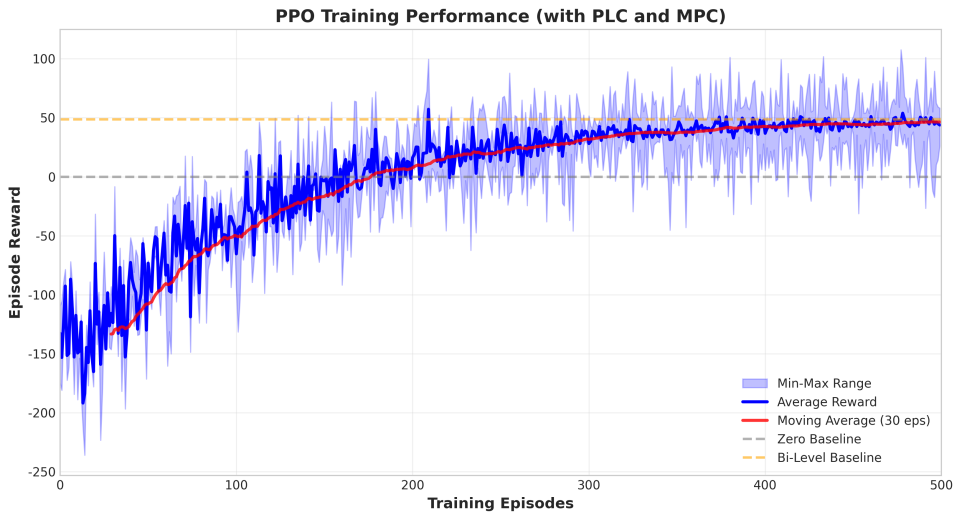 PPO Training Performance (with PLC and MPC)
Episode Reward
100
50
0
-50
-100
-150
-200
-250
Min-Max Range
Average Reward
Moving Average (30 eps)
Zero Baseline
Bi-Level Baseline
0 100 200 300 400 500
Training Episodes